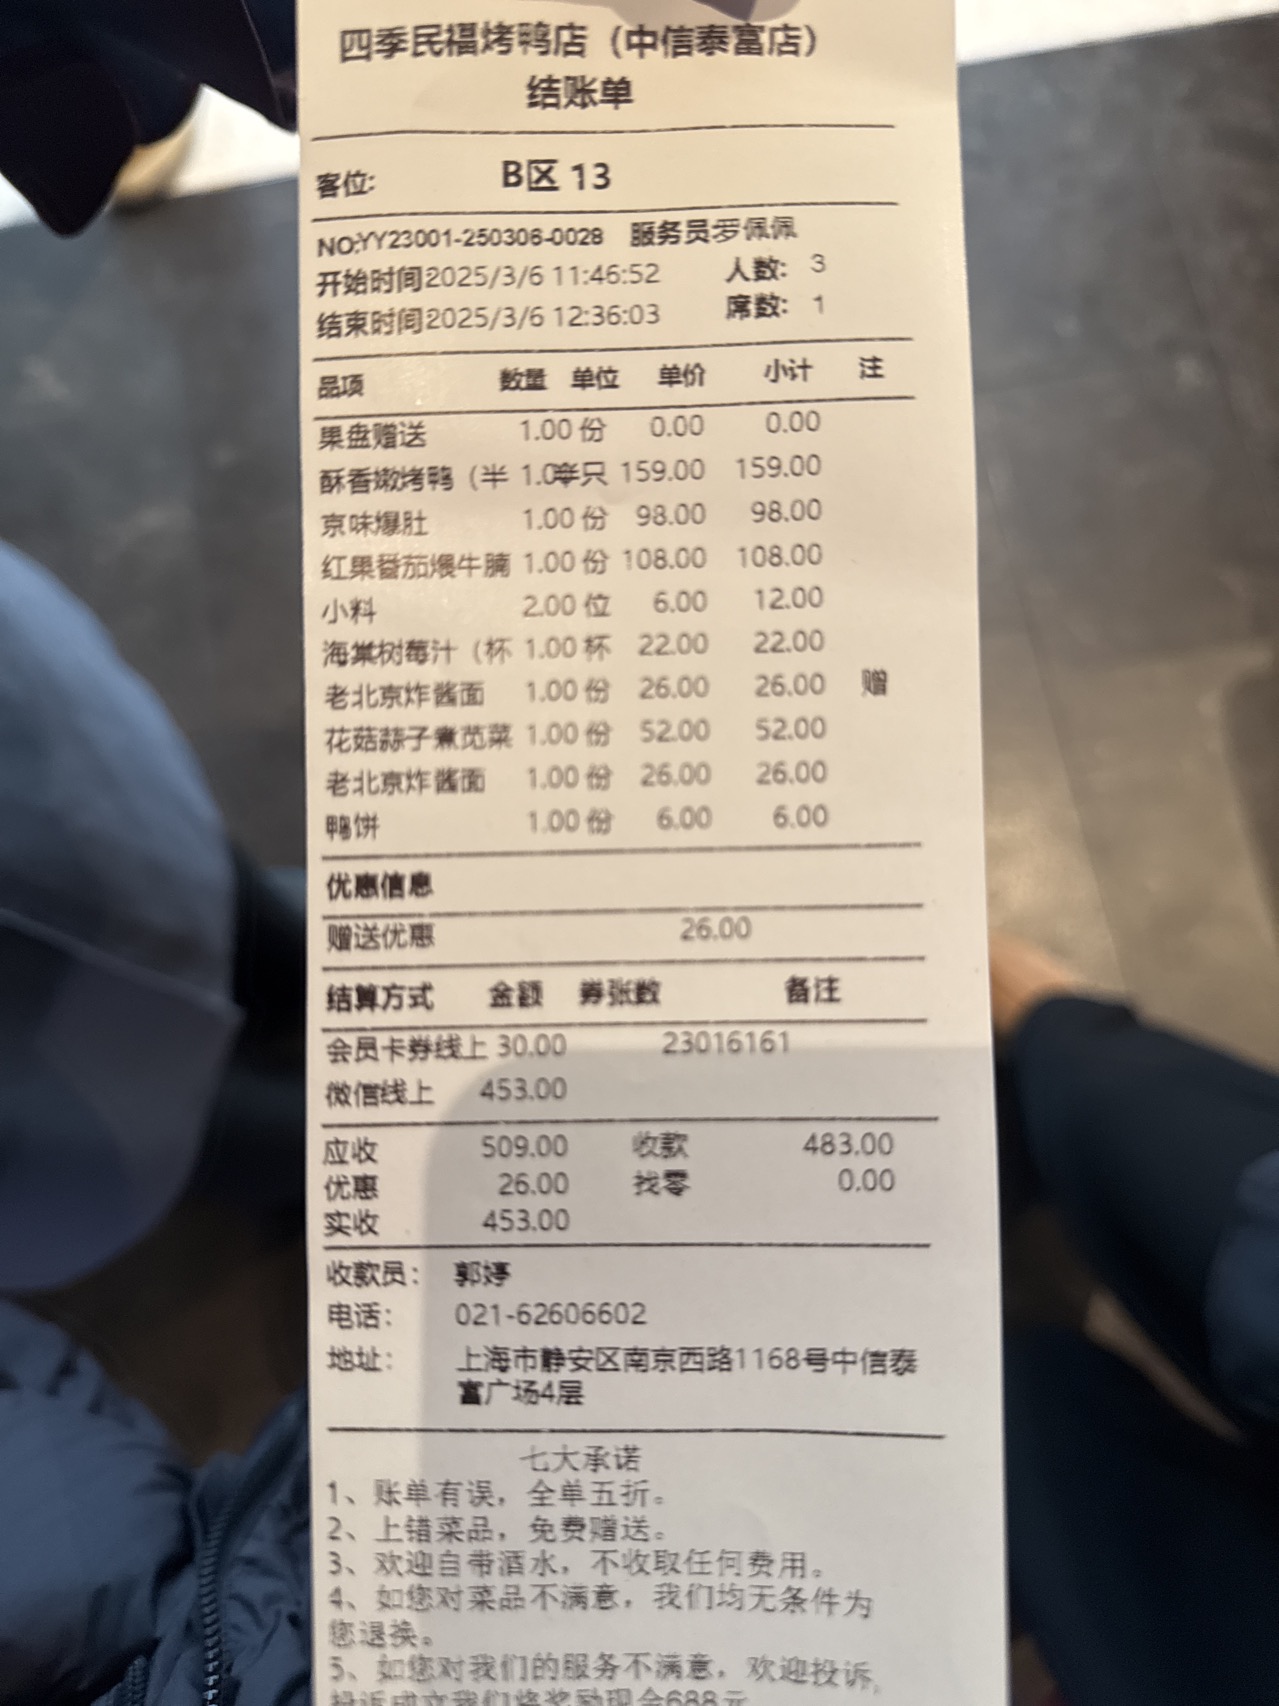 四季民福烤鸭店（中信泰富店）
结账单
客位: B区 13
NO:YY23001-250306-0028 服务员:罗佩佩
开始时间2025/3/6 11:46:52 人数: 3
结束时间2025/3/6 12:36:03 席数: 1
品项 数量 单位 单价 小计 注
果盘赠送 1.00 份 0.00 0.00
酥香嫩烤鸭（半 1.00 半只 159.00 159.00
京味爆肚 1.00 份 98.00 98.00
红果番茄煨牛腩 1.00 份 108.00 108.00
小料 2.00 位 6.00 12.00
海棠树莓汁（杯 1.00 杯 22.00 22.00
老北京炸酱面 1.00 份 26.00 26.00 赠
花菇蒜子煮苋菜 1.00 份 52.00 52.00
老北京炸酱面 1.00 份 26.00 26.00
鸭饼 1.00 份 6.00 6.00
优惠信息
赠送优惠 26.00
结算方式 金额 券张数 备注
会员卡券线上 30.00 23016161
微信线上 453.00
应收 509.00 收款 483.00
优惠 26.00 找零 0.00
实收 453.00
收款员: 郭婷
电话: 021-62606602
地址: 上海市静安区南京西路1168号中信泰
富广场4层
七大承诺
1、账单有误，全单五折。
2、上错菜品，免费赠送。
3、欢迎自带酒水，不收取任何费用。
4、如您对菜品不满意，我们均无条件为
您退换。
5、如您对我们的服务不满意，欢迎投诉,
投诉成立我们将奖励现金688元